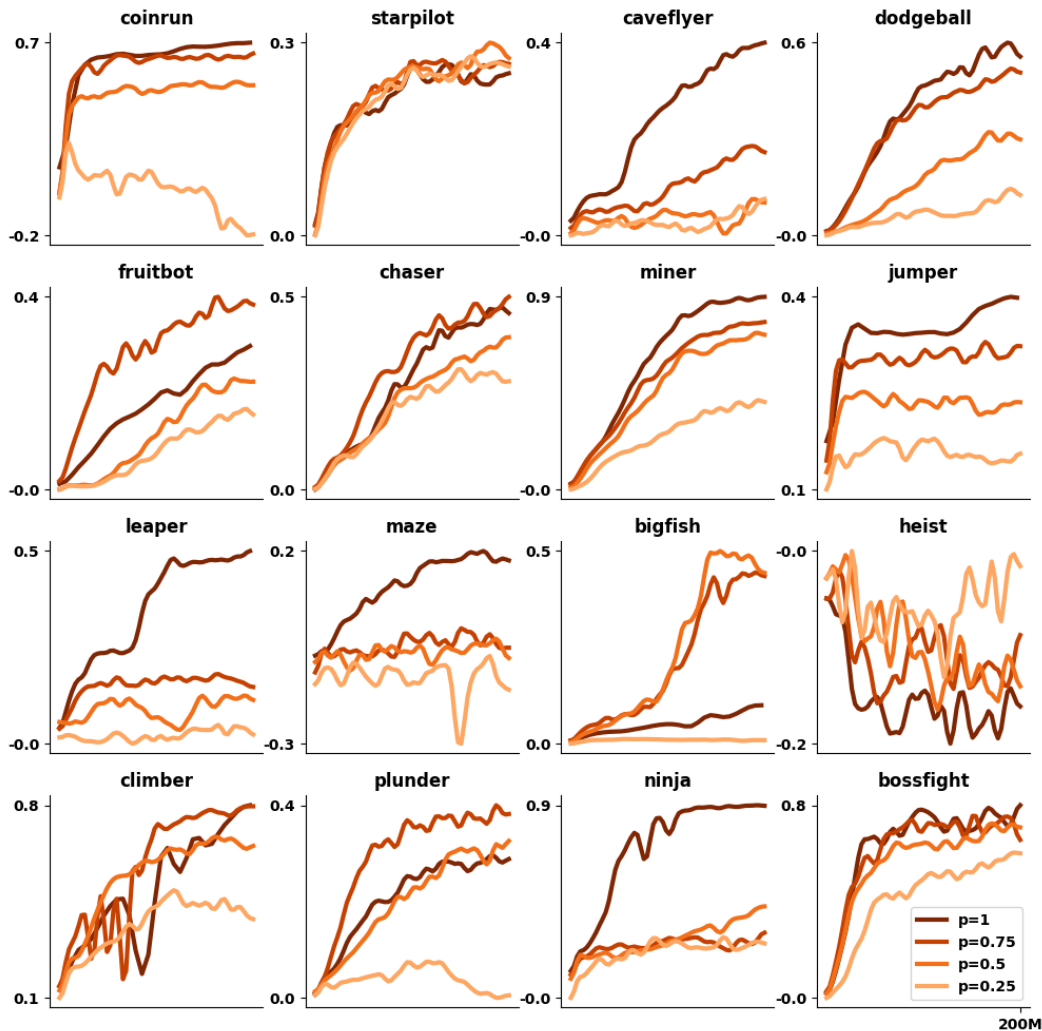 coinrun starpilot caveflyer dodgeball
0.7 0.3 0.4 0.6
-0.2 0.0 -0.0 -0.0
fruitbot chaser miner jumper
0.4 0.5 0.9 0.4
-0.0 0.0 -0.0 0.1
leaper maze bigfish heist
0.5 0.2 0.5 -0.0
-0.0 -0.3 0.0 -0.2
climber plunder ninja bossfight
0.8 0.4 0.9 0.8
p=1
p=0.75
p=0.5
p=0.25
0.1 0.0 -0.0 -0.0
200M